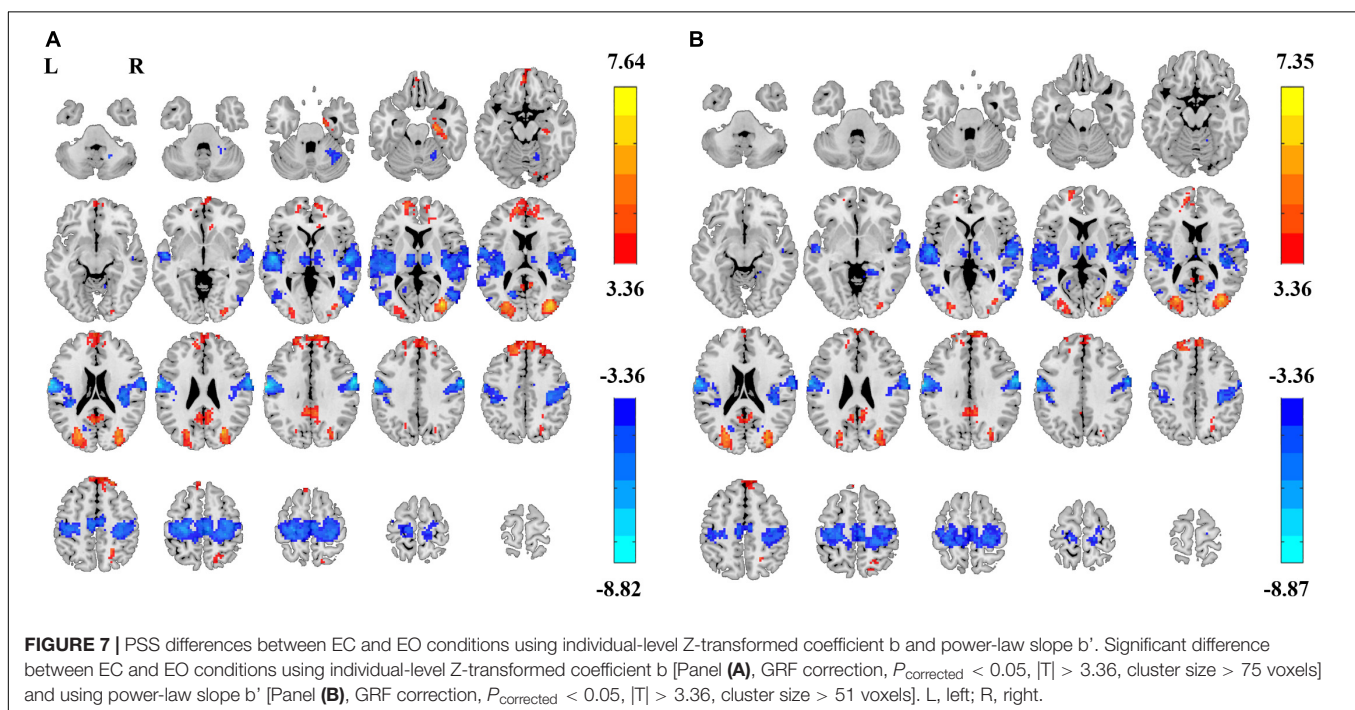 A
B
L
R
7.64
3.36
-3.36
-8.82
7.35
3.36
-3.36
-8.87
FIGURE 7 | PSS differences between EC and EO conditions using individual-level Z-transformed coefficient b and power-law slope b’. Significant difference
between EC and EO conditions using individual-level Z-transformed coefficient b [Panel (A), GRF correction, Pcorrected < 0.05, |T| > 3.36, cluster size > 75 voxels]
and using power-law slope b’ [Panel (B), GRF correction, Pcorrected < 0.05, |T| > 3.36, cluster size > 51 voxels]. L, left; R, right.